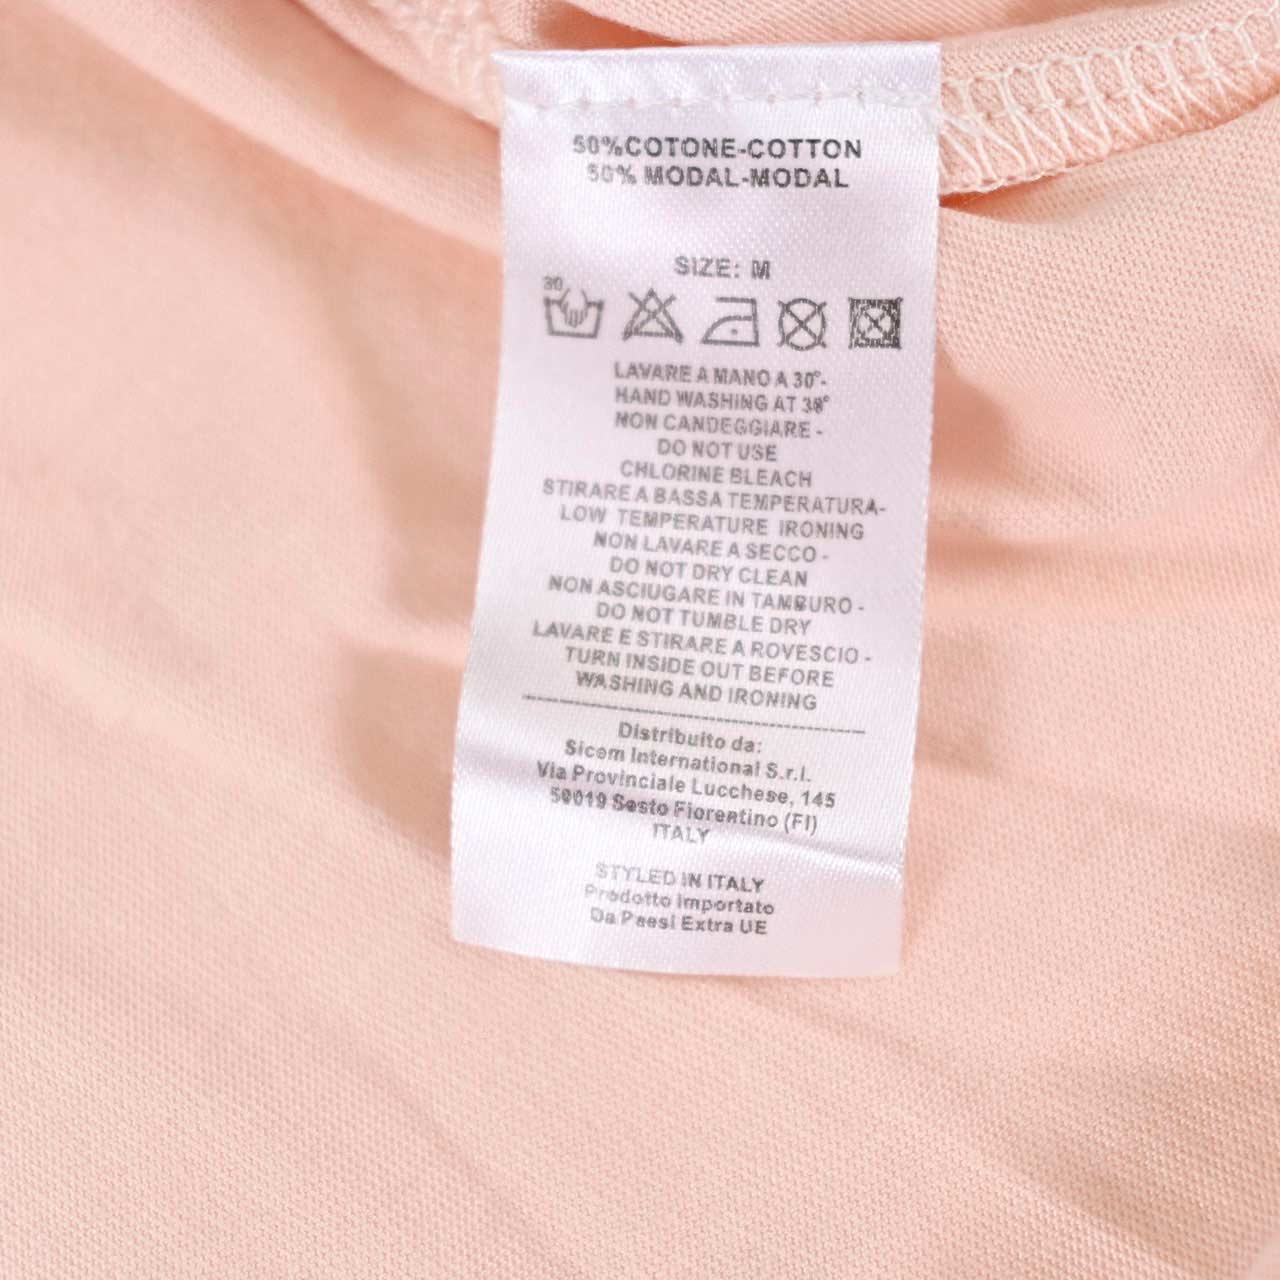 50%COTONE-COTTON
50% MODAL-MODAL
SIZE: M
30
LAVARE A MANO A 30°-
HAND WASHING AT 30°
NON CANDEGGIARE -
DO NOT USE
CHLORINE BLEACH
STIRARE A BASSA TEMPERATURA-
LOW TEMPERATURE IRONING
NON LAVARE A SECCO -
DO NOT DRY CLEAN
NON ASCIUGARE IN TAMBURO -
DO NOT TUMBLE DRY
LAVARE E STIRARE A ROVESCIO -
TURN INSIDE OUT BEFORE
WASHING AND IRONING
Distribuito da:
Sicem International S.r.l.
Via Provinciale Lucchese, 145
50019 Sesto Fiorentino (FI)
ITALY
STYLED IN ITALY
Prodotto Importato
Da Paesi Extra UE